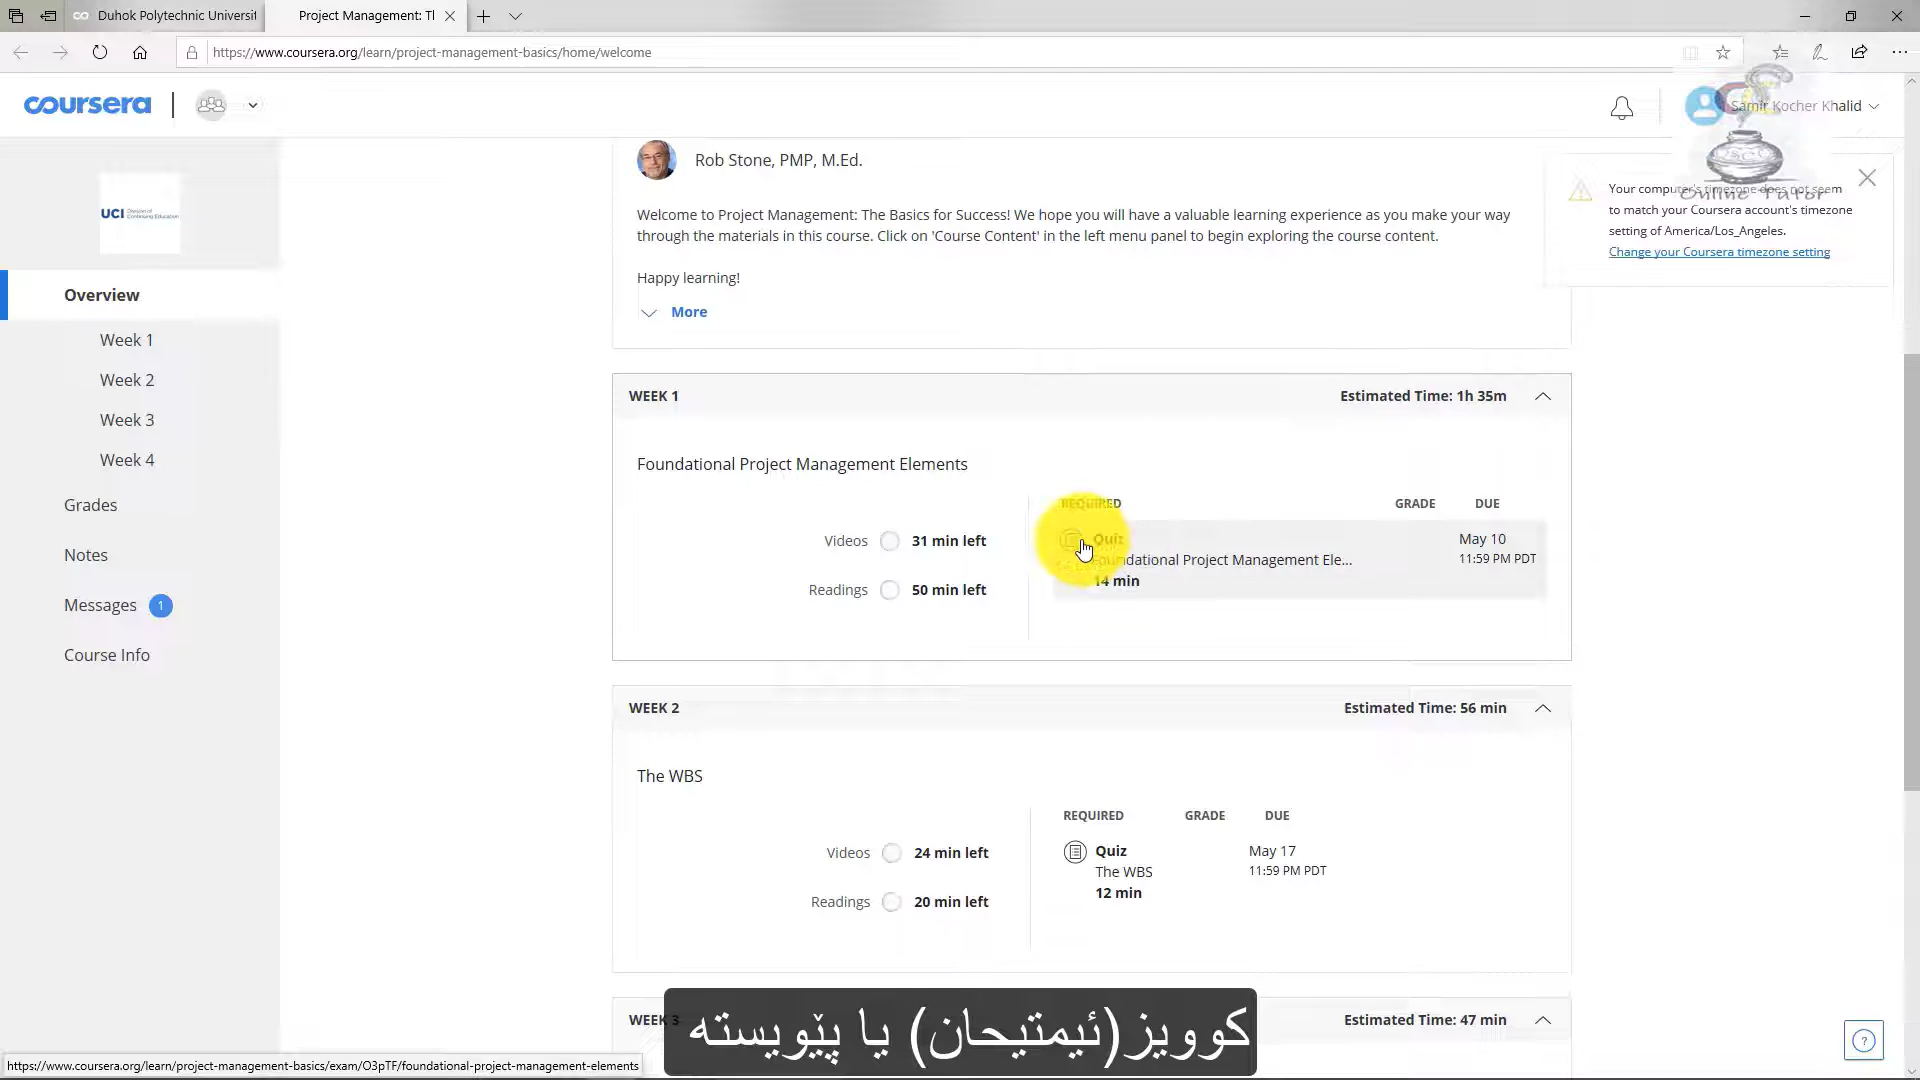 Duhok Polytechnic Universit
Project Management: Tl
https://www.coursera.org/learn/project-management-basics/home/welcome
coursera
Samir Kocher Khalid
Online Tutor
UCI Division of
Continuing Education
Overview
Week 1
Week 2
Week 3
Week 4
Grades
Notes
Messages 1
Course Info
Rob Stone, PMP, M.Ed.
Welcome to Project Management: The Basics for Success! We hope you will have a valuable learning experience as you make your way
through the materials in this course. Click on 'Course Content' in the left menu panel to begin exploring the course content.
Happy learning!
More
Your computer's timezone does not seem
to match your Coursera account's timezone
setting of America/Los_Angeles.
Change your Coursera timezone setting
WEEK 1 Estimated Time: 1h 35m
Foundational Project Management Elements
REQUIRED GRADE DUE
Videos 31 min left
Readings 50 min left
Quiz May 10
Foundational Project Management Ele... 11:59 PM PDT
14 min
WEEK 2 Estimated Time: 56 min
The WBS
REQUIRED GRADE DUE
Videos 24 min left
Readings 20 min left
Quiz May 17
The WBS 11:59 PM PDT
12 min
WEEK 3 Estimated Time: 47 min
کوویز(ئیمتیحان) یا پێویسته
https://www.coursera.org/learn/project-management-basics/exam/O3pTF/foundational-project-management-elements